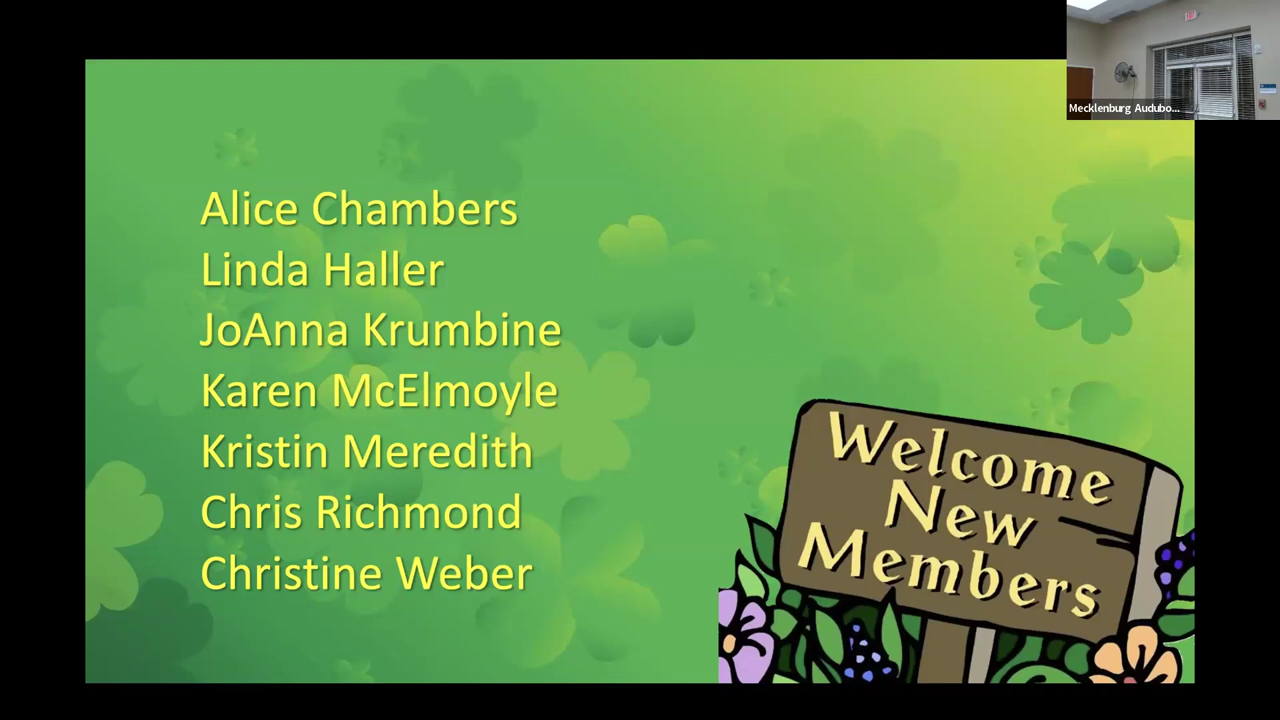 Mecklenburg Audubo...
Alice Chambers
Linda Haller
JoAnna Krumbine
Karen McElmoyle
Kristin Meredith
Chris Richmond
Christine Weber
Welcome
New
Members